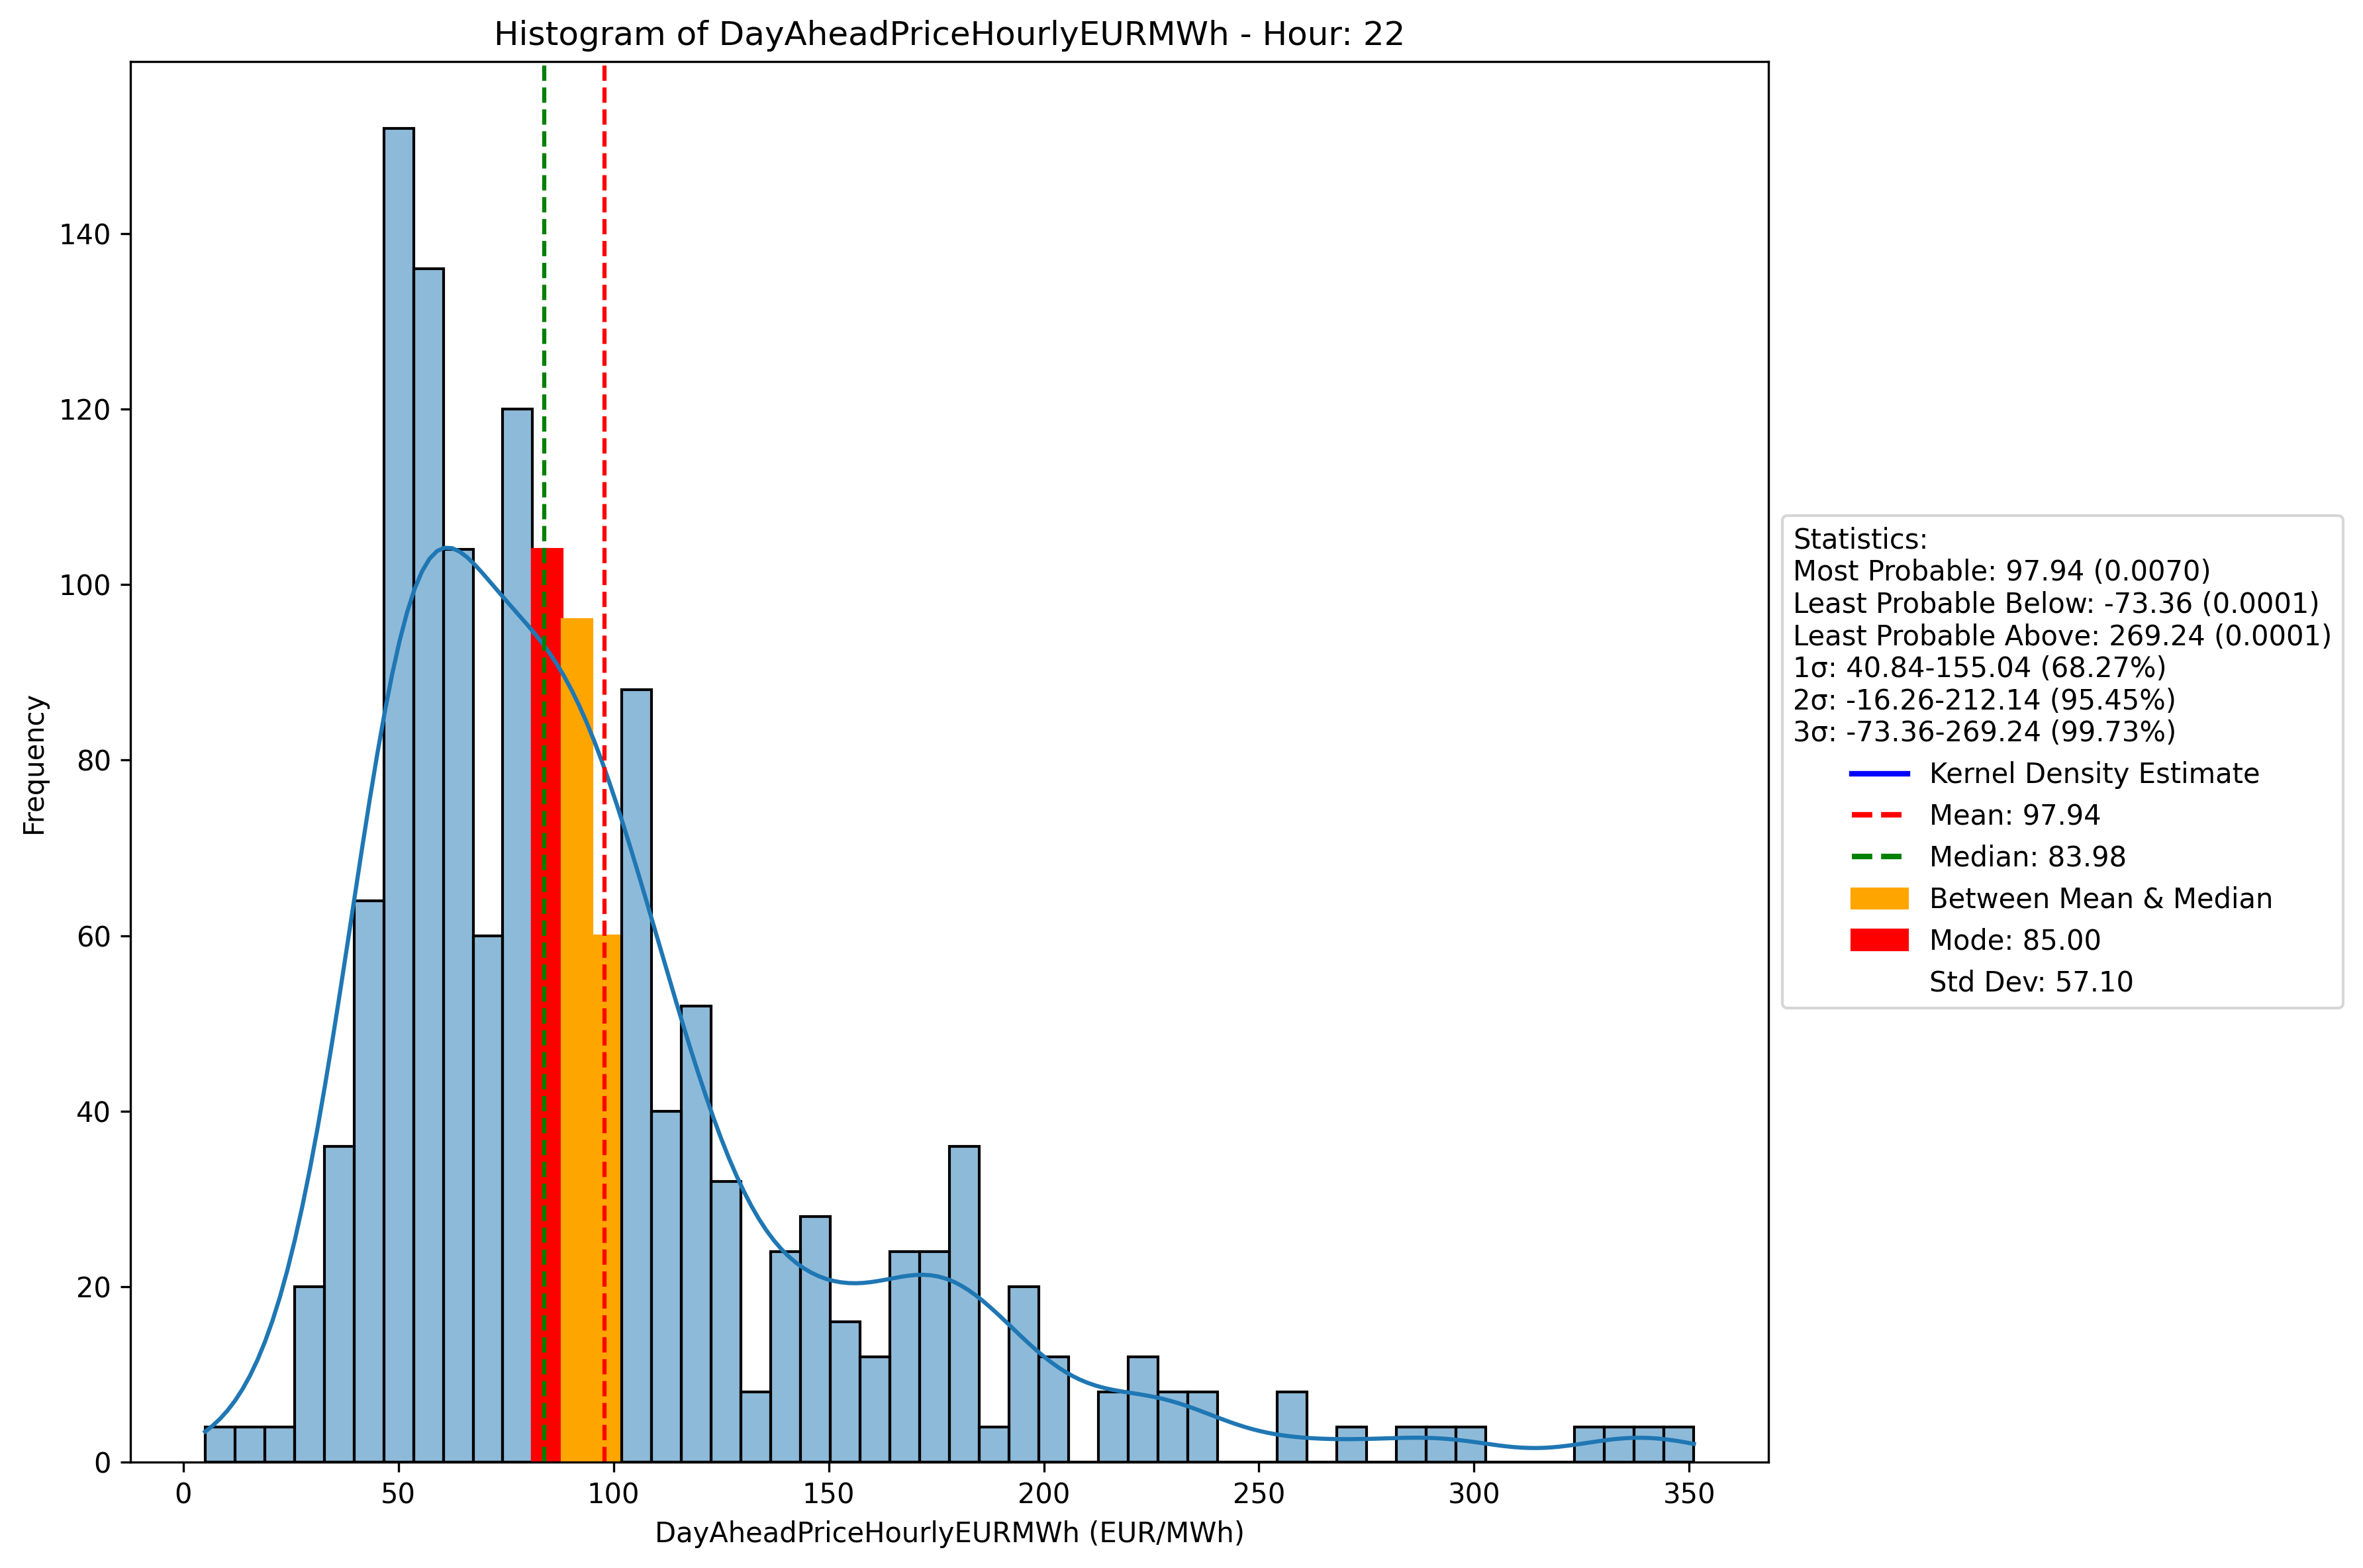 Histogram of DayAheadPriceHourlyEURMWh - Hour: 22
Frequency
140
120
100
80
60
40
20
0
0 50 100 150 200 250 300 350
DayAheadPriceHourlyEURMWh (EUR/MWh)
Statistics:
Most Probable: 97.94 (0.0070)
Least Probable Below: -73.36 (0.0001)
Least Probable Above: 269.24 (0.0001)
1σ: 40.84-155.04 (68.27%)
2σ: -16.26-212.14 (95.45%)
3σ: -73.36-269.24 (99.73%)
Kernel Density Estimate
Mean: 97.94
Median: 83.98
Between Mean & Median
Mode: 85.00
Std Dev: 57.10